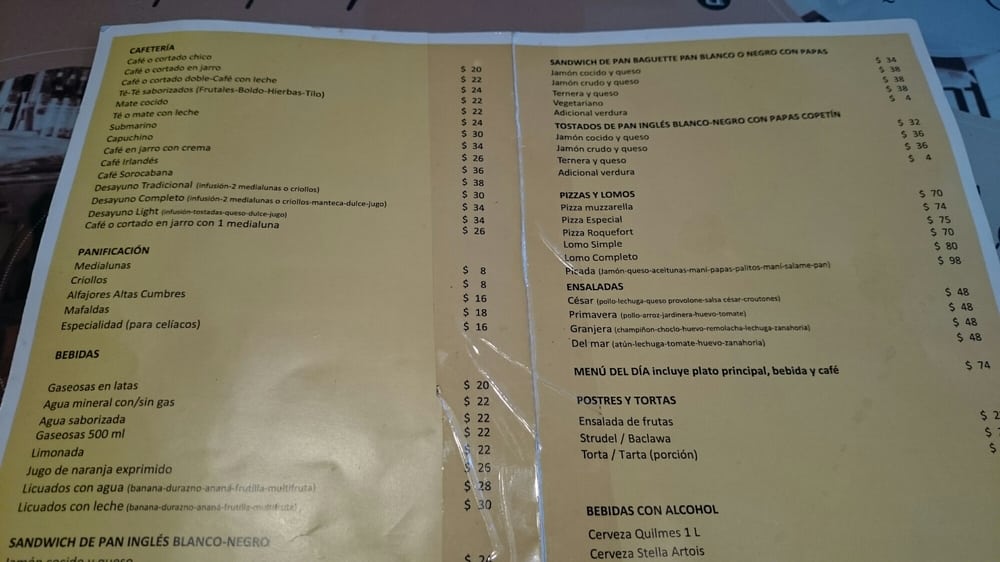 CAFETERÍA
Café o cortado chico $ 20
Café o cortado en jarro $ 22
Café o cortado doble-Café con leche $ 24
Té-Té saborizados (Frutales-Boldo-Hierbas-Tilo) $ 22
Mate cocido $ 22
Té o mate con leche $ 24
Submarino $ 30
Capuchino $ 34
Café en jarro con crema $ 26
Café Irlandés $ 36
Café Sorocabana $ 38
Desayuno Tradicional (infusión-2 medialunas o criollos) $ 30
Desayuno Completo (infusión-2 medialunas o criollos-manteca-dulce-jugo) $ 34
Desayuno Light (infusión-tostadas-queso-dulce-jugo) $ 34
Café o cortado en jarro con 1 medialuna $ 26
PANIFICACIÓN
Medialunas $ 8
Criollos $ 8
Alfajores Altas Cumbres $ 16
Mafaldas $ 18
Especialidad (para celíacos) $ 16
BEBIDAS
Gaseosas en latas $ 20
Agua mineral con/sin gas $ 22
Agua saborizada $ 22
Gaseosas 500 ml $ 22
Limonada $ 22
Jugo de naranja exprimido $ 26
Licuados con agua (banana-durazno-ananá-frutilla-multifruta) $ 28
Licuados con leche (banana-durazno-ananá-frutilla-multifruta) $ 30
SANDWICH DE PAN INGLÉS BLANCO-NEGRO
Jamón cocido y queso $
SANDWICH DE PAN BAGUETTE PAN BLANCO O NEGRO CON PAPAS
Jamón cocido y queso $ 34
Jamón crudo y queso $ 38
Ternera y queso $ 38
Vegetariano $ 38
Adicional verdura $ 4
TOSTADOS DE PAN INGLÉS BLANCO-NEGRO CON PAPAS COPETÍN
Jamón cocido y queso $ 32
Jamón crudo y queso $ 36
Ternera y queso $ 36
Adicional verdura $ 4
PIZZAS Y LOMOS
Pizza muzzarella $ 70
Pizza Especial $ 74
Pizza Roquefort $ 75
Lomo Simple $ 70
Lomo Completo $ 80
Picada (Jamón-queso-aceitunas-maní-papas-palitos-maní-salame-pan) $ 98
ENSALADAS
César (pollo-lechuga-queso provolone-salsa césar-croutones) $ 48
Primavera (pollo-arroz-jardinera-huevo-tomate) $ 48
Granjera (champiñon-choclo-huevo-remolacha-lechuga-zanahoria) $ 48
Del mar (atún-lechuga-tomate-huevo-zanahoria) $ 48
MENÚ DEL DÍA incluye plato principal, bebida y café $ 74
POSTRES Y TORTAS
Ensalada de frutas $ 2
Strudel / Baclawa $
Torta / Tarta (porción) $
BEBIDAS CON ALCOHOL
Cerveza Quilmes 1 L
Cerveza Stella Artois